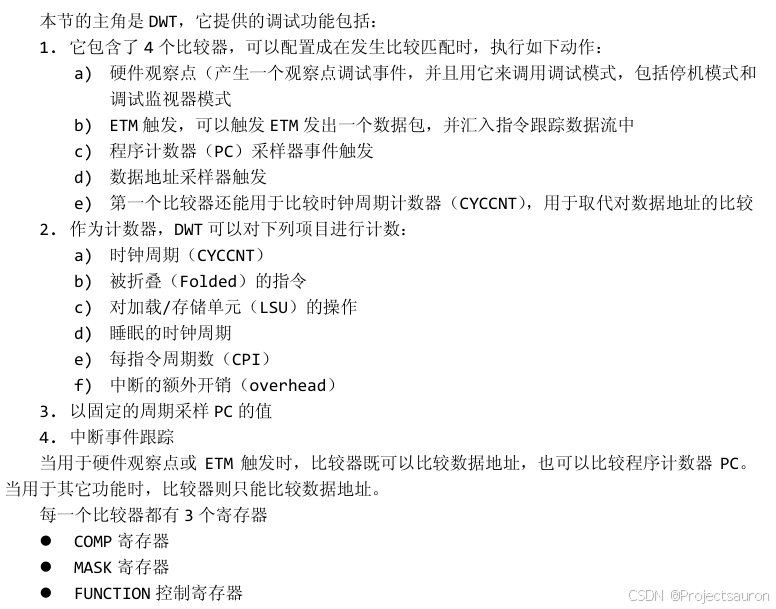 本节的主角是 DWT，它提供的调试功能包括：
1. 它包含了 4 个比较器，可以配置成在发生比较匹配时，执行如下动作：
a) 硬件观察点（产生一个观察点调试事件，并且用它来调用调试模式，包括停机模式和
调试监视器模式
b) ETM 触发，可以触发 ETM 发出一个数据包，并汇入指令跟踪数据流中
c) 程序计数器（PC）采样器事件触发
d) 数据地址采样器触发
e) 第一个比较器还能用于比较时钟周期计数器（CYCCNT），用于取代对数据地址的比较
2. 作为计数器，DWT 可以对下列项目进行计数：
a) 时钟周期（CYCCNT）
b) 被折叠（Folded）的指令
c) 对加载/存储单元（LSU）的操作
d) 睡眠的时钟周期
e) 每指令周期数（CPI）
f) 中断的额外开销（overhead）
3. 以固定的周期采样 PC 的值
4. 中断事件跟踪
当用于硬件观察点或 ETM 触发时，比较器既可以比较数据地址，也可以比较程序计数器 PC。
当用于其它功能时，比较器则只能比较数据地址。
每一个比较器都有 3 个寄存器
● COMP 寄存器
● MASK 寄存器
● FUNCTION 控制寄存器
CSDN @Projectsauron